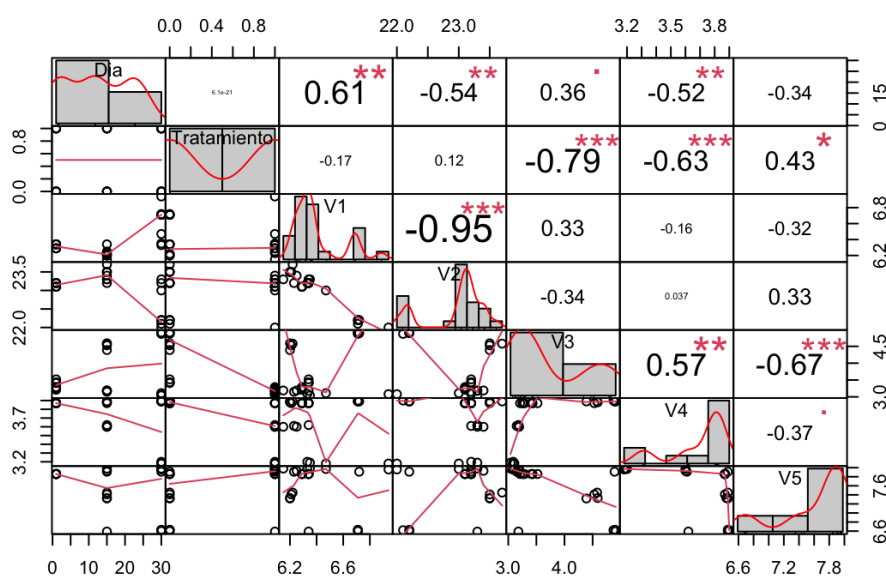 0.0 0.4 0.8 22.0 23.0 3.2 3.5 3.8
Dia 6.1e-21 0.61 ** -0.54 ** 0.36 . -0.52 ** -0.34 0 15
0.0 0.8 Tratamiento -0.17 0.12 -0.79 *** -0.63 *** 0.43 *
V1 -0.95 *** 0.33 -0.16 -0.32 6.2 6.8
22.0 23.5 V2 -0.34 0.037 0.33
V3 0.57 ** -0.67 *** 3.0 4.5
3.2 3.7 V4 -0.37 .
V5 6.6 7.6
0 10 20 30 6.2 6.6 3.0 4.0 6.6 7.2 7.8